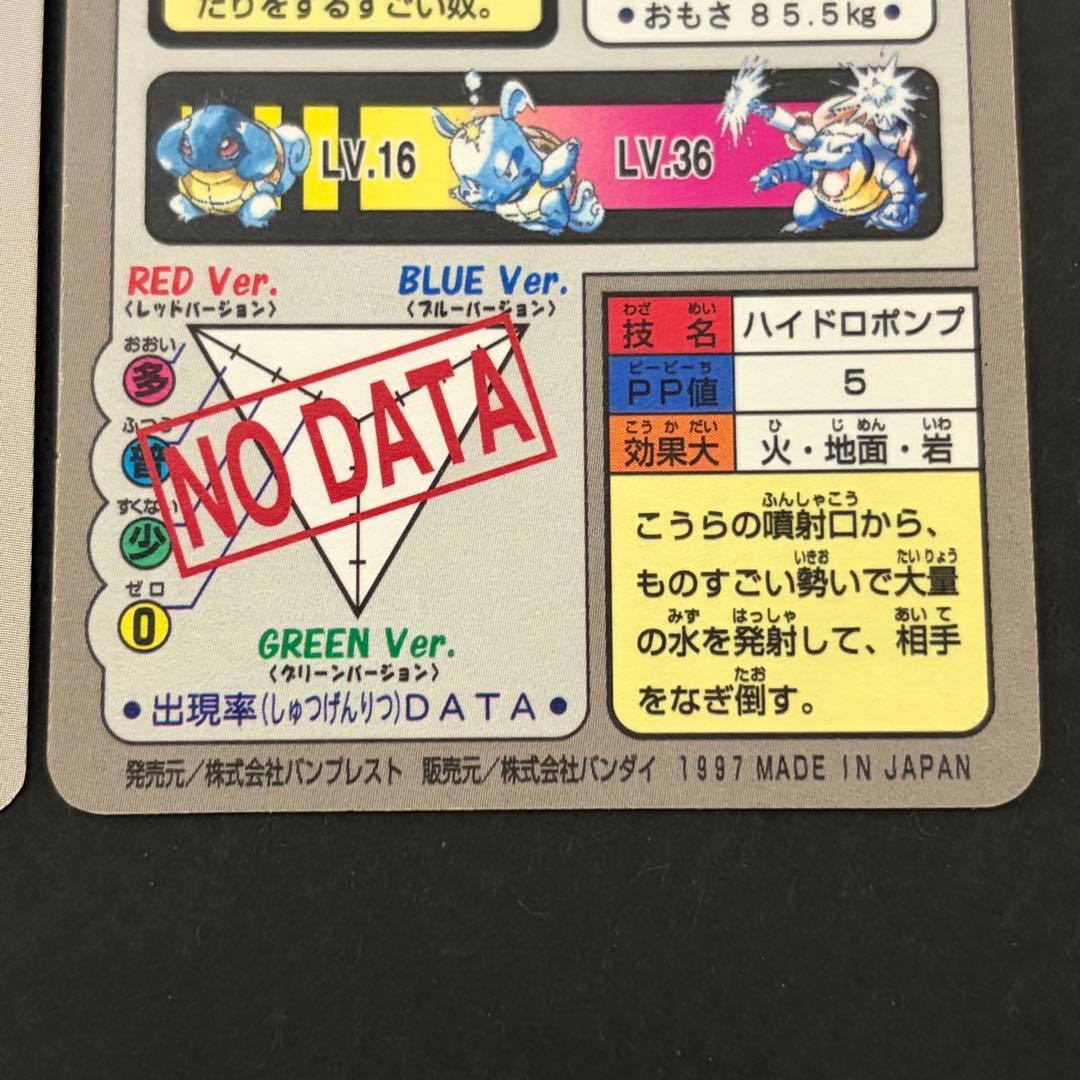 たりをするすごい奴。
●おもさ 85.5kg●
LV.16
LV.36
RED Ver.
〈レッドバージョン〉
BLUE Ver.
〈ブルーバージョン〉
おおい
多
ふつう
普
すくない
少
ゼロ
0
NO DATA
GREEN Ver.
〈グリーンバージョン〉
●出現率(しゅつげんりつ)DATA●
わざ めい
技名 ハイドロポンプ
ピーピーち
PP値 5
こうかだい ひ じめん いわ
効果大 火・地面・岩
ふんしゃこう
こうらの噴射口から、
いきお たいりょう
ものすごい勢いで大量
みず はっしゃ あいて
の水を発射して、相手
たお
をなぎ倒す。
発売元/株式会社バンプレスト 販売元/株式会社バンダイ 1997 MADE IN JAPAN